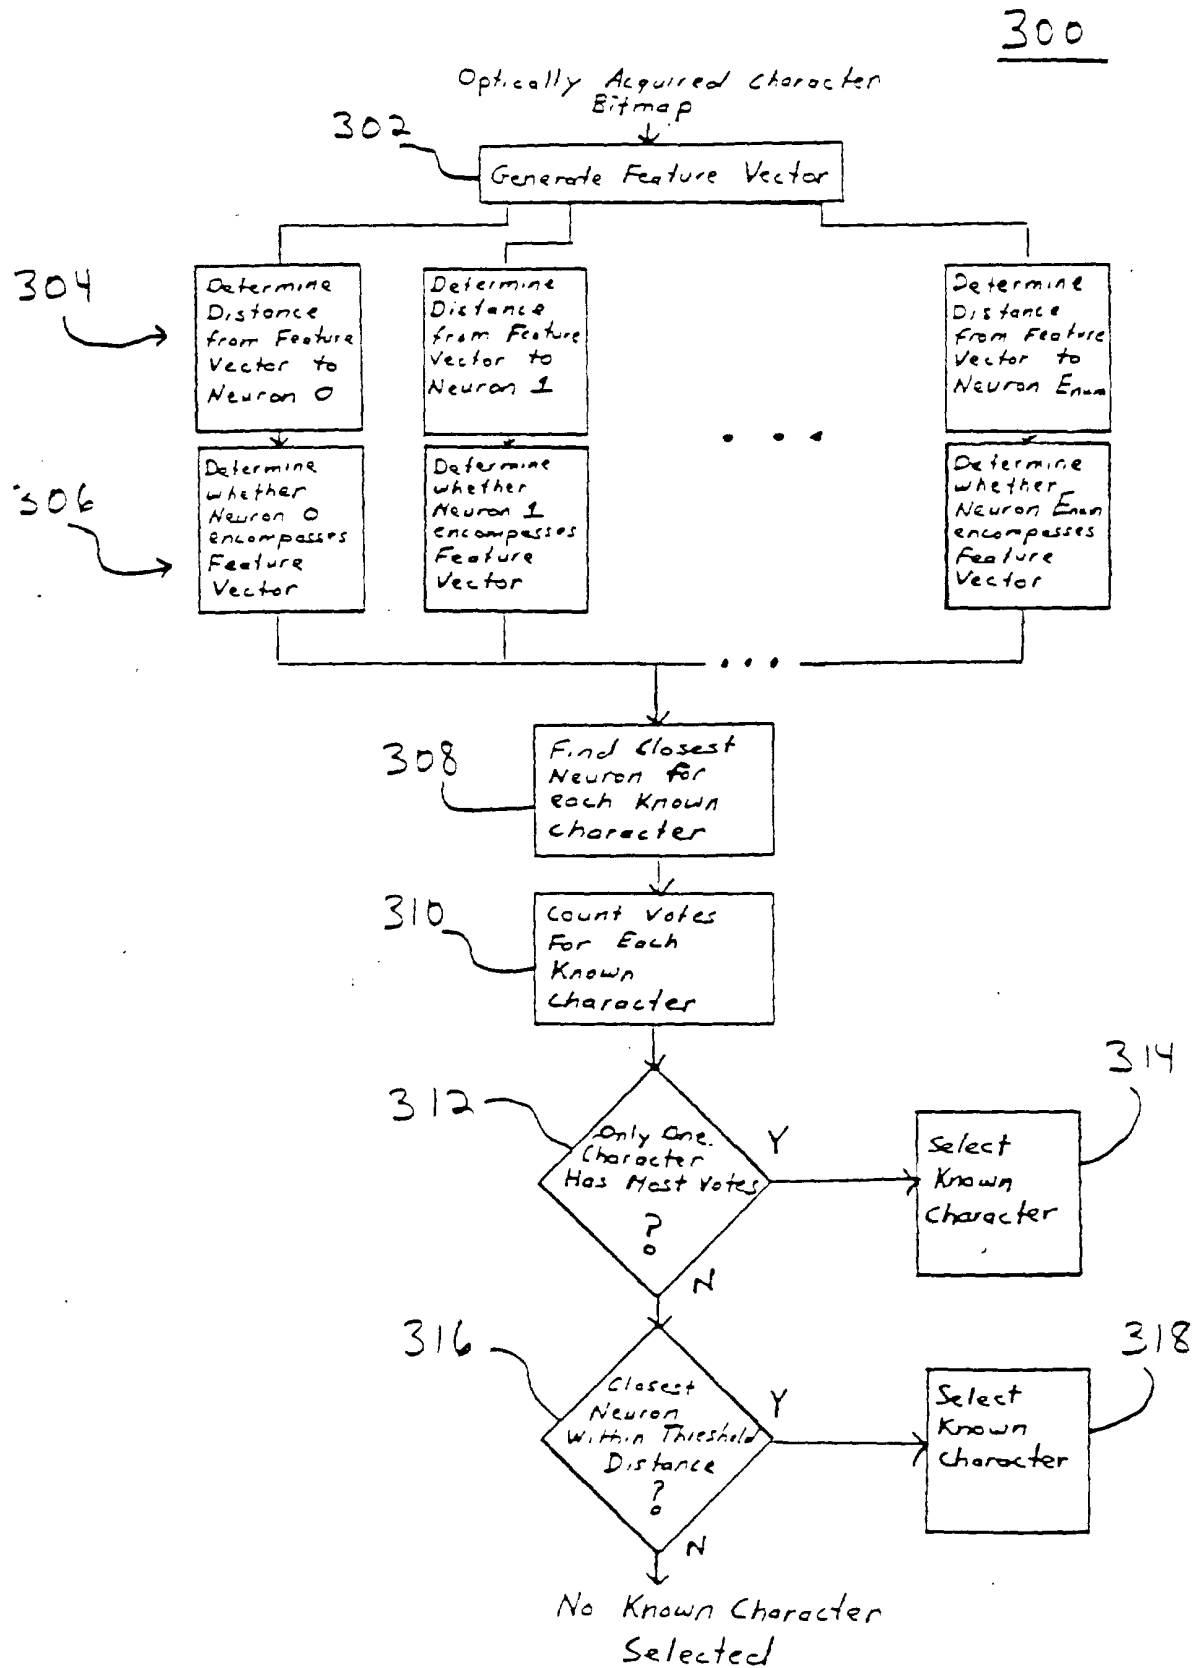 300
Optically Acquired Character
Bitmap
302
Generate Feature Vector
304
Determine
Distance
from Feature
Vector to
Neuron 0
Determine
Distance
from Feature
Vector to
Neuron 1
Determine
Distance
from Feature
Vector to
Neuron Enum
• • •
306
Determine
whether
Neuron 0
encompasses
Feature
Vector
Determine
whether
Neuron 1
encompasses
Feature
Vector
Determine
whether
Neuron Enum
encompasses
Feature
Vector
• • •
308
Find Closest
Neuron for
each Known
Character
310
Count Votes
For Each
Known
Character
312
Only One
Character
Has Most Votes
?
Y
N
314
Select
Known
Character
316
Closest
Neuron
Within Threshold
Distance
?
Y
N
318
Select
Known
Character
No Known Character
Selected